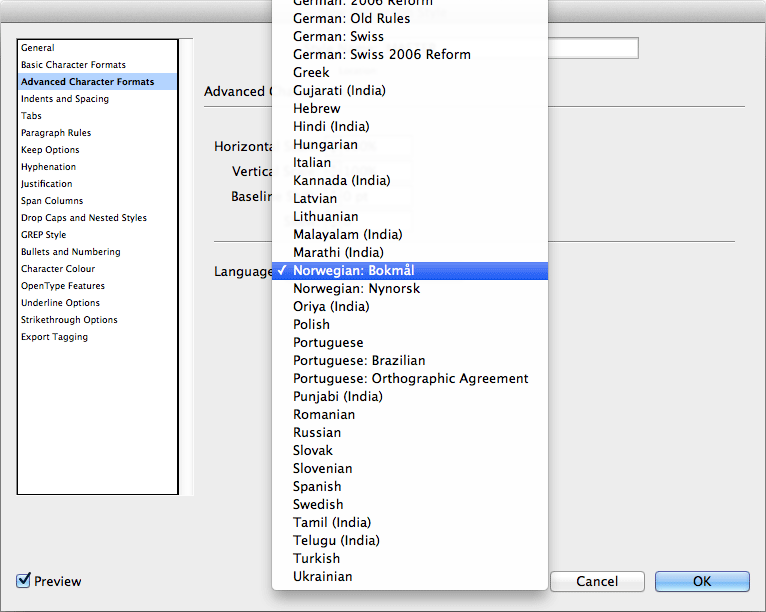 General
Basic Character Formats
Advanced Character Formats
Indents and Spacing
Tabs
Paragraph Rules
Keep Options
Hyphenation
Justification
Span Columns
Drop Caps and Nested Styles
GREP Style
Bullets and Numbering
Character Colour
OpenType Features
Underline Options
Strikethrough Options
Export Tagging
Preview
Advanced
Language
German: 2006 Reform
German: Old Rules
German: Swiss
German: Swiss 2006 Reform
Greek
Gujarati (India)
Hebrew
Hindi (India)
Hungarian
Italian
Kannada (India)
Latvian
Lithuanian
Malayalam (India)
Marathi (India)
✓ Norwegian: Bokmål
Norwegian: Nynorsk
Oriya (India)
Polish
Portuguese
Portuguese: Brazilian
Portuguese: Orthographic Agreement
Punjabi (India)
Romanian
Russian
Slovak
Slovenian
Spanish
Swedish
Tamil (India)
Telugu (India)
Turkish
Ukrainian
Cancel
OK